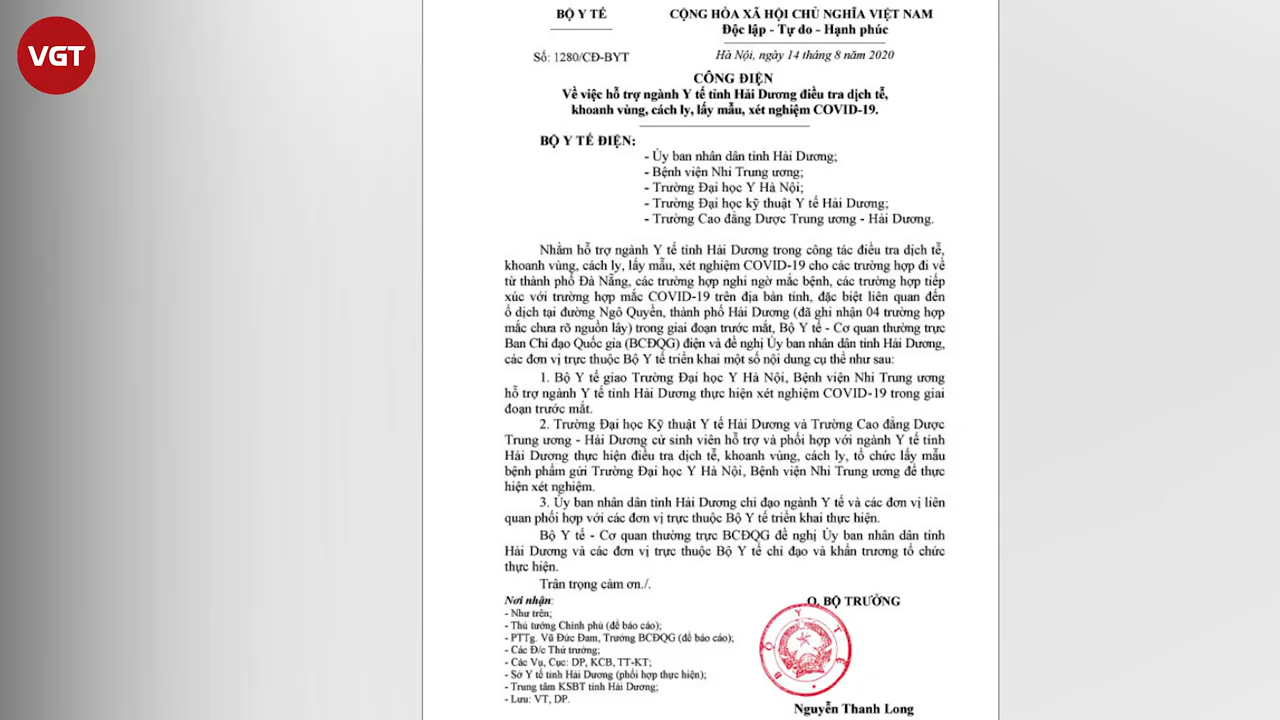 VGT
BỘ Y TẾ
CỘNG HÒA XÃ HỘI CHỦ NGHĨA VIỆT NAM
Độc lập - Tự do - Hạnh phúc
Số: 1280/CĐ-BYT
Hà Nội, ngày 14 tháng 8 năm 2020
CÔNG ĐIỆN
Về việc hỗ trợ ngành Y tế tỉnh Hải Dương điều tra dịch tễ,
khoanh vùng, cách ly, lấy mẫu, xét nghiệm COVID-19.
BỘ Y TẾ ĐIỆN:
- Ủy ban nhân dân tỉnh Hải Dương;
- Bệnh viện Nhi Trung ương;
- Trường Đại học Y Hà Nội;
- Trường Đại học kỹ thuật Y tế Hải Dương;
- Trường Cao đẳng Dược Trung ương - Hải Dương.
Nhằm hỗ trợ ngành Y tế tỉnh Hải Dương trong công tác điều tra dịch tễ,
khoanh vùng, cách ly, lấy mẫu, xét nghiệm COVID-19 cho các trường hợp đi về
từ thành phố Đà Nẵng, các trường hợp nghi ngờ mắc bệnh, các trường hợp tiếp
xúc với trường hợp mắc COVID-19 trên địa bàn tỉnh, đặc biệt liên quan đến
ổ dịch tại đường Ngô Quyền, thành phố Hải Dương (đã ghi nhận 04 trường hợp
mắc chưa rõ nguồn lây) trong giai đoạn trước mắt, Bộ Y tế - Cơ quan thường trực
Ban Chỉ đạo Quốc gia (BCĐQG) điện và đề nghị Ủy ban nhân dân tỉnh Hải Dương,
các đơn vị trực thuộc Bộ Y tế triển khai một số nội dung cụ thể như sau:
1. Bộ Y tế giao Trường Đại học Y Hà Nội, Bệnh viện Nhi Trung ương
hỗ trợ ngành Y tế tỉnh Hải Dương thực hiện xét nghiệm COVID-19 trong giai
đoạn trước mắt.
2. Trường Đại học Kỹ thuật Y tế Hải Dương và Trường Cao đẳng Dược
Trung ương - Hải Dương cử sinh viên hỗ trợ và phối hợp với ngành Y tế tỉnh
Hải Dương thực hiện điều tra dịch tễ, khoanh vùng, cách ly, tổ chức lấy mẫu
bệnh phẩm gửi Trường Đại học Y Hà Nội, Bệnh viện Nhi Trung ương để thực
hiện xét nghiệm.
3. Ủy ban nhân dân tỉnh Hải Dương chỉ đạo ngành Y tế và các đơn vị liên
quan phối hợp với các đơn vị trực thuộc Bộ Y tế triển khai thực hiện.
Bộ Y tế - Cơ quan thường trực BCĐQG đề nghị Ủy ban nhân dân tỉnh
Hải Dương và các đơn vị trực thuộc Bộ Y tế chỉ đạo và khẩn trương tổ chức
thực hiện.
Trân trọng cảm ơn./.
Nơi nhận:
- Như trên;
- Thủ tướng Chính phủ (để báo cáo);
- PTTg. Vũ Đức Đam, Trưởng BCĐQG (để báo cáo);
- Các Đ/c Thứ trưởng;
- Các Vụ, Cục: DP, KCB, TT-KT;
- Sở Y tế tỉnh Hải Dương (phối hợp thực hiện);
- Trung tâm KSBT tỉnh Hải Dương;
- Lưu: VT, DP.
Q. BỘ TRƯỞNG
BỘ Y TẾ
Nguyễn Thanh Long